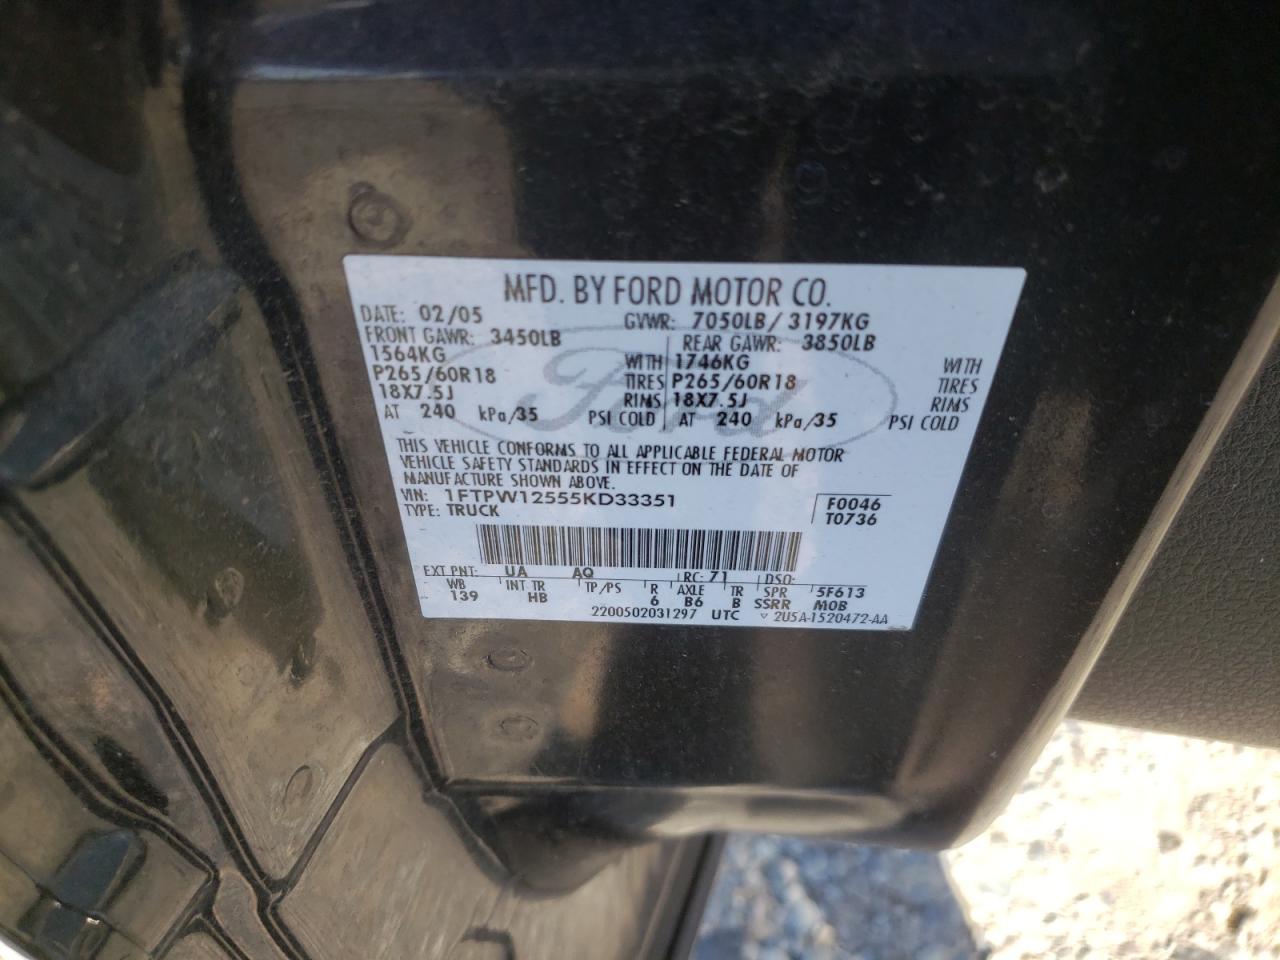 MFD. BY FORD MOTOR CO.
DATE: 02/05 GVWR: 7050LB / 3197KG
FRONT GAWR: 3450LB REAR GAWR: 3850LB
1564KG WITH 1746KG WITH
P265/60R18 TIRES P265/60R18 TIRES
18X7.5J RIMS 18X7.5J RIMS
AT 240 kPa/35 PSI COLD AT 240 kPa/35 PSI COLD
Ford
THIS VEHICLE CONFORMS TO ALL APPLICABLE FEDERAL MOTOR
VEHICLE SAFETY STANDARDS IN EFFECT ON THE DATE OF
MANUFACTURE SHOWN ABOVE.
VIN: 1FTPW12555KD33351 F0046
TYPE: TRUCK T0736
EXT PNT: UA AQ RC: 71 DSO:
WB INT TR TP/PS R AXLE TR SPR 5F613
139 HB 6 B6 B SSRR MOB
2200502031297 UTC ▿ 2U5A-1520472-AA